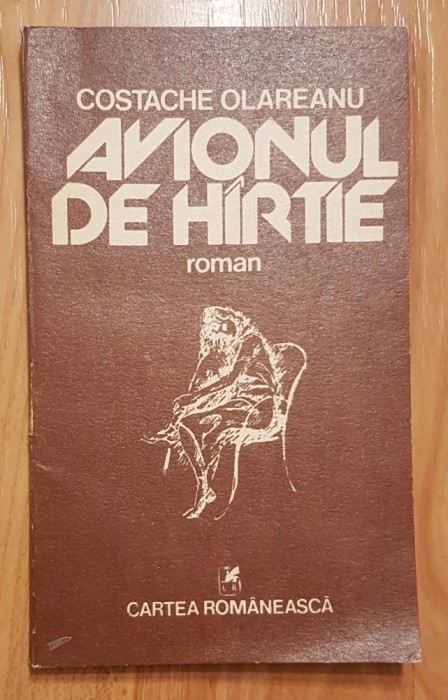 COSTACHE OLAREANU
AVIONUL
DE HÎRTIE
roman
CARTEA ROMÂNEASCĂ